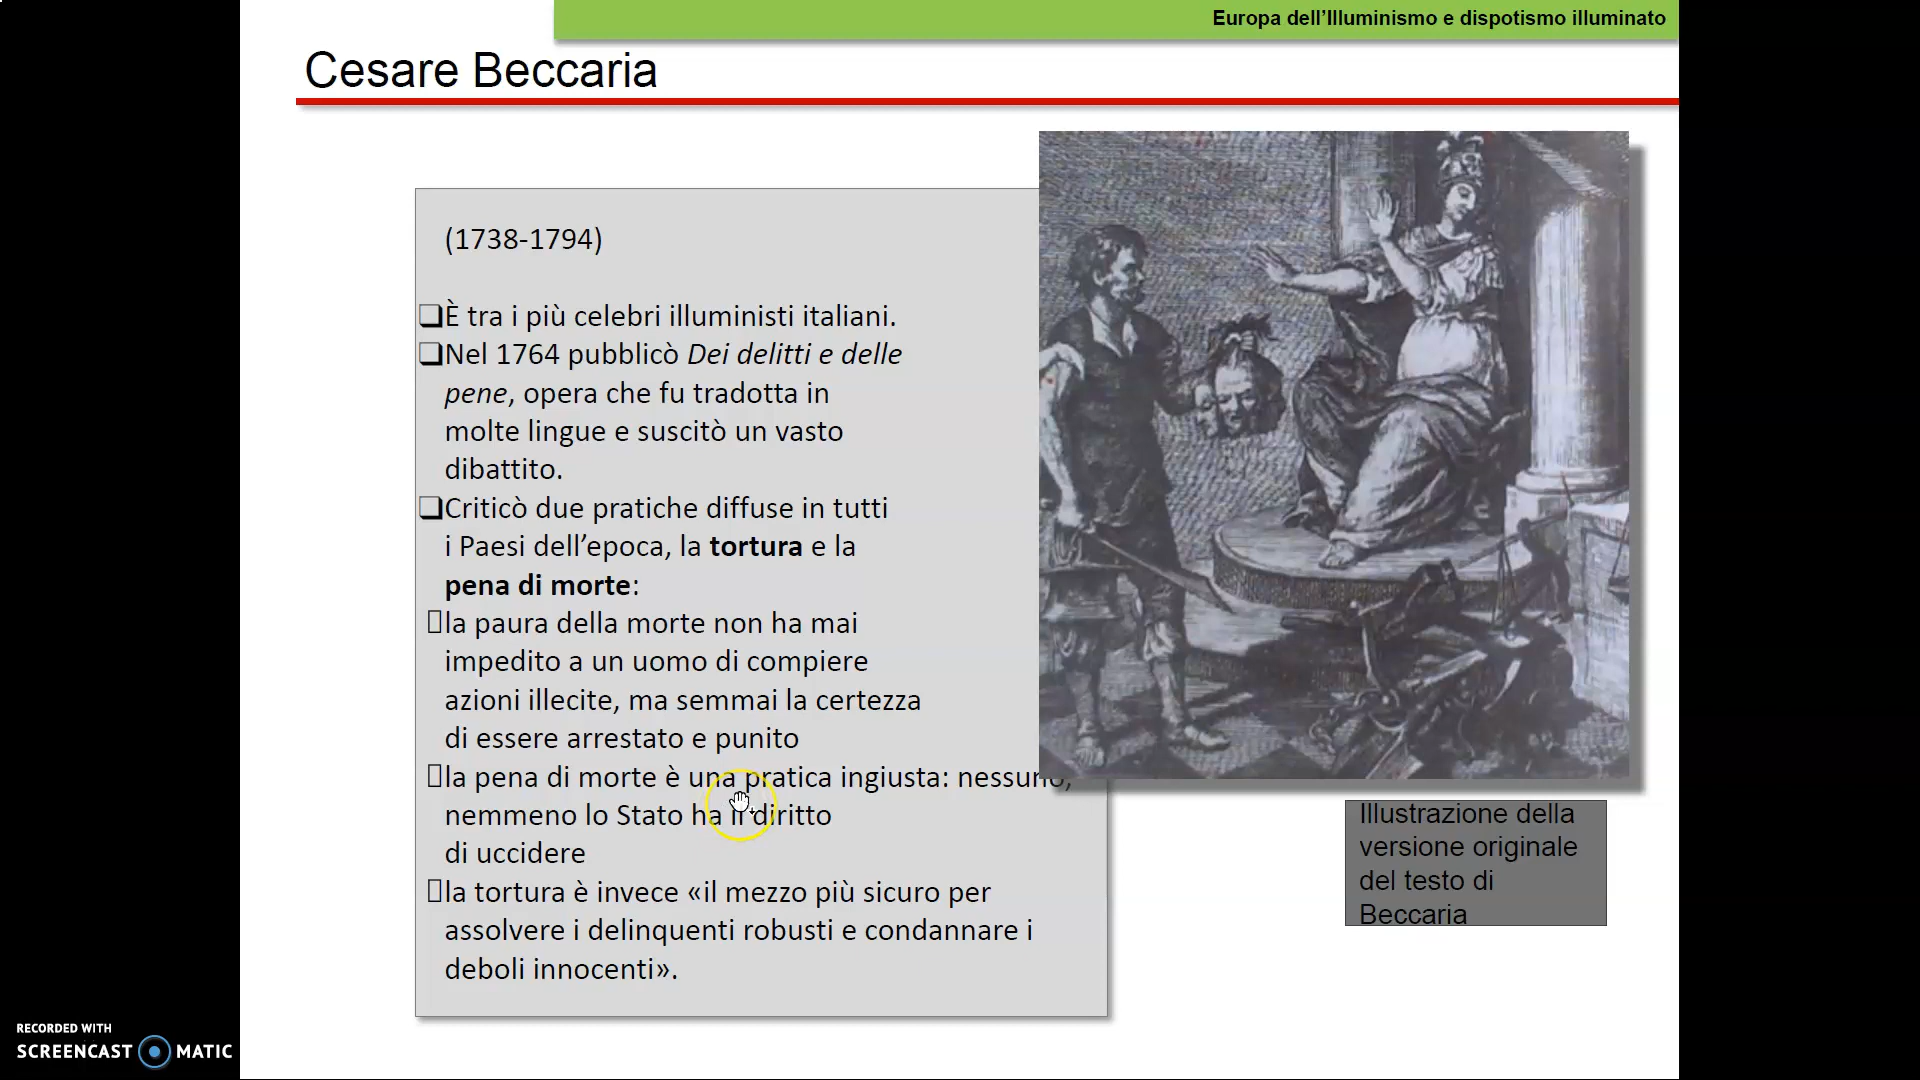 Europa dell’Illuminismo e dispotismo illuminato
Cesare Beccaria
(1738-1794)
❑È tra i più celebri illuministi italiani.
❑Nel 1764 pubblicò Dei delitti e delle
pene, opera che fu tradotta in
molte lingue e suscitò un vasto
dibattito.
❑Criticò due pratiche diffuse in tutti
i Paesi dell’epoca, la tortura e la
pena di morte:
la paura della morte non ha mai
impedito a un uomo di compiere
azioni illecite, ma semmai la certezza
di essere arrestato e punito
la pena di morte è una pratica ingiusta: nessuno,
nemmeno lo Stato ha il diritto
di uccidere
la tortura è invece «il mezzo più sicuro per
assolvere i delinquenti robusti e condannare i
deboli innocenti».
Illustrazione della
versione originale
del testo di
Beccaria
RECORDED WITH
SCREENCAST MATIC